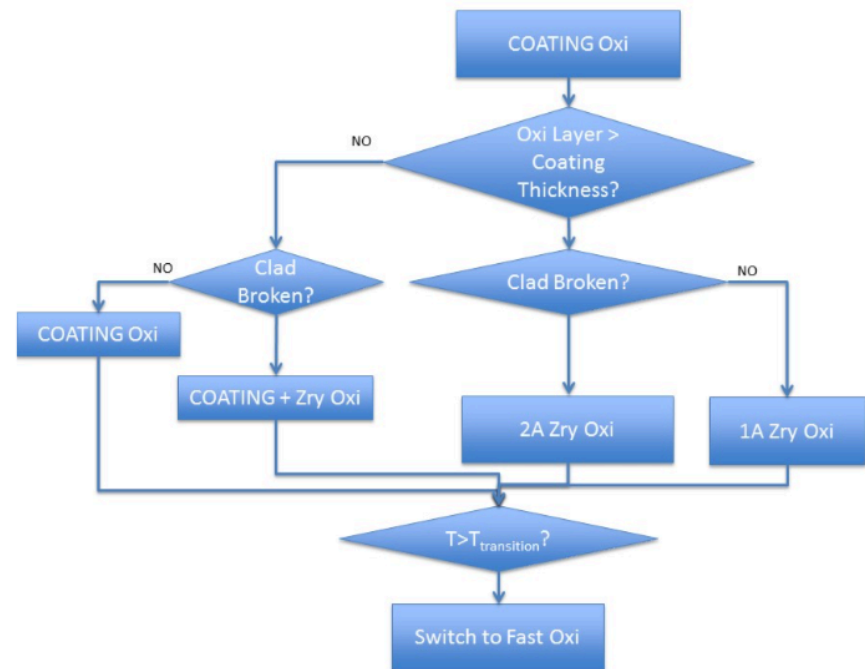 COATING Oxi
Oxi Layer >
Coating
Thickness?
NO
Clad
Broken?
NO
Clad Broken?
NO
COATING Oxi
COATING + Zry Oxi
2A Zry Oxi
1A Zry Oxi
T>Ttransition?
Switch to Fast Oxi